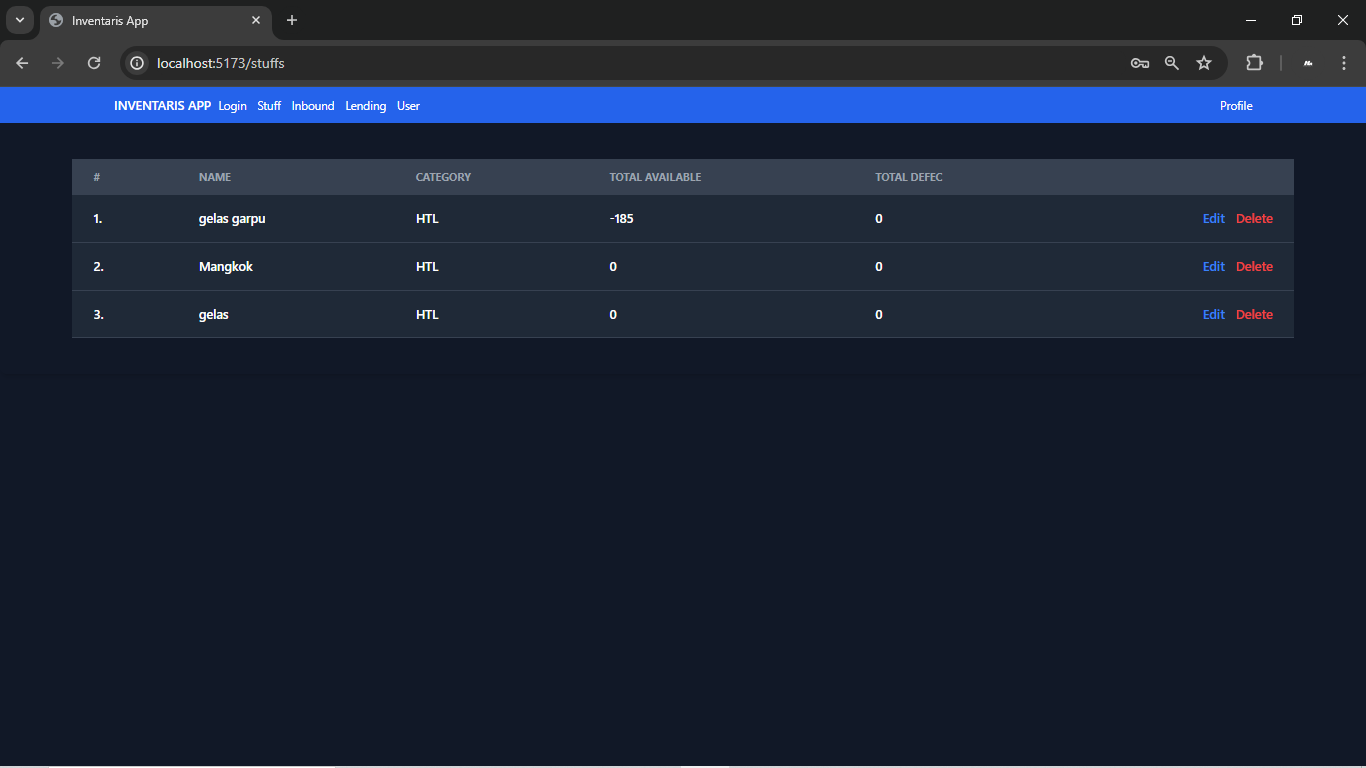 Inventaris App
localhost:5173/stuffs
INVENTARIS APP Login Stuff Inbound Lending User Profile
# NAME CATEGORY TOTAL AVAILABLE TOTAL DEFEC
1. gelas garpu HTL -185 0 Edit Delete
2. Mangkok HTL 0 0 Edit Delete
3. gelas HTL 0 0 Edit Delete